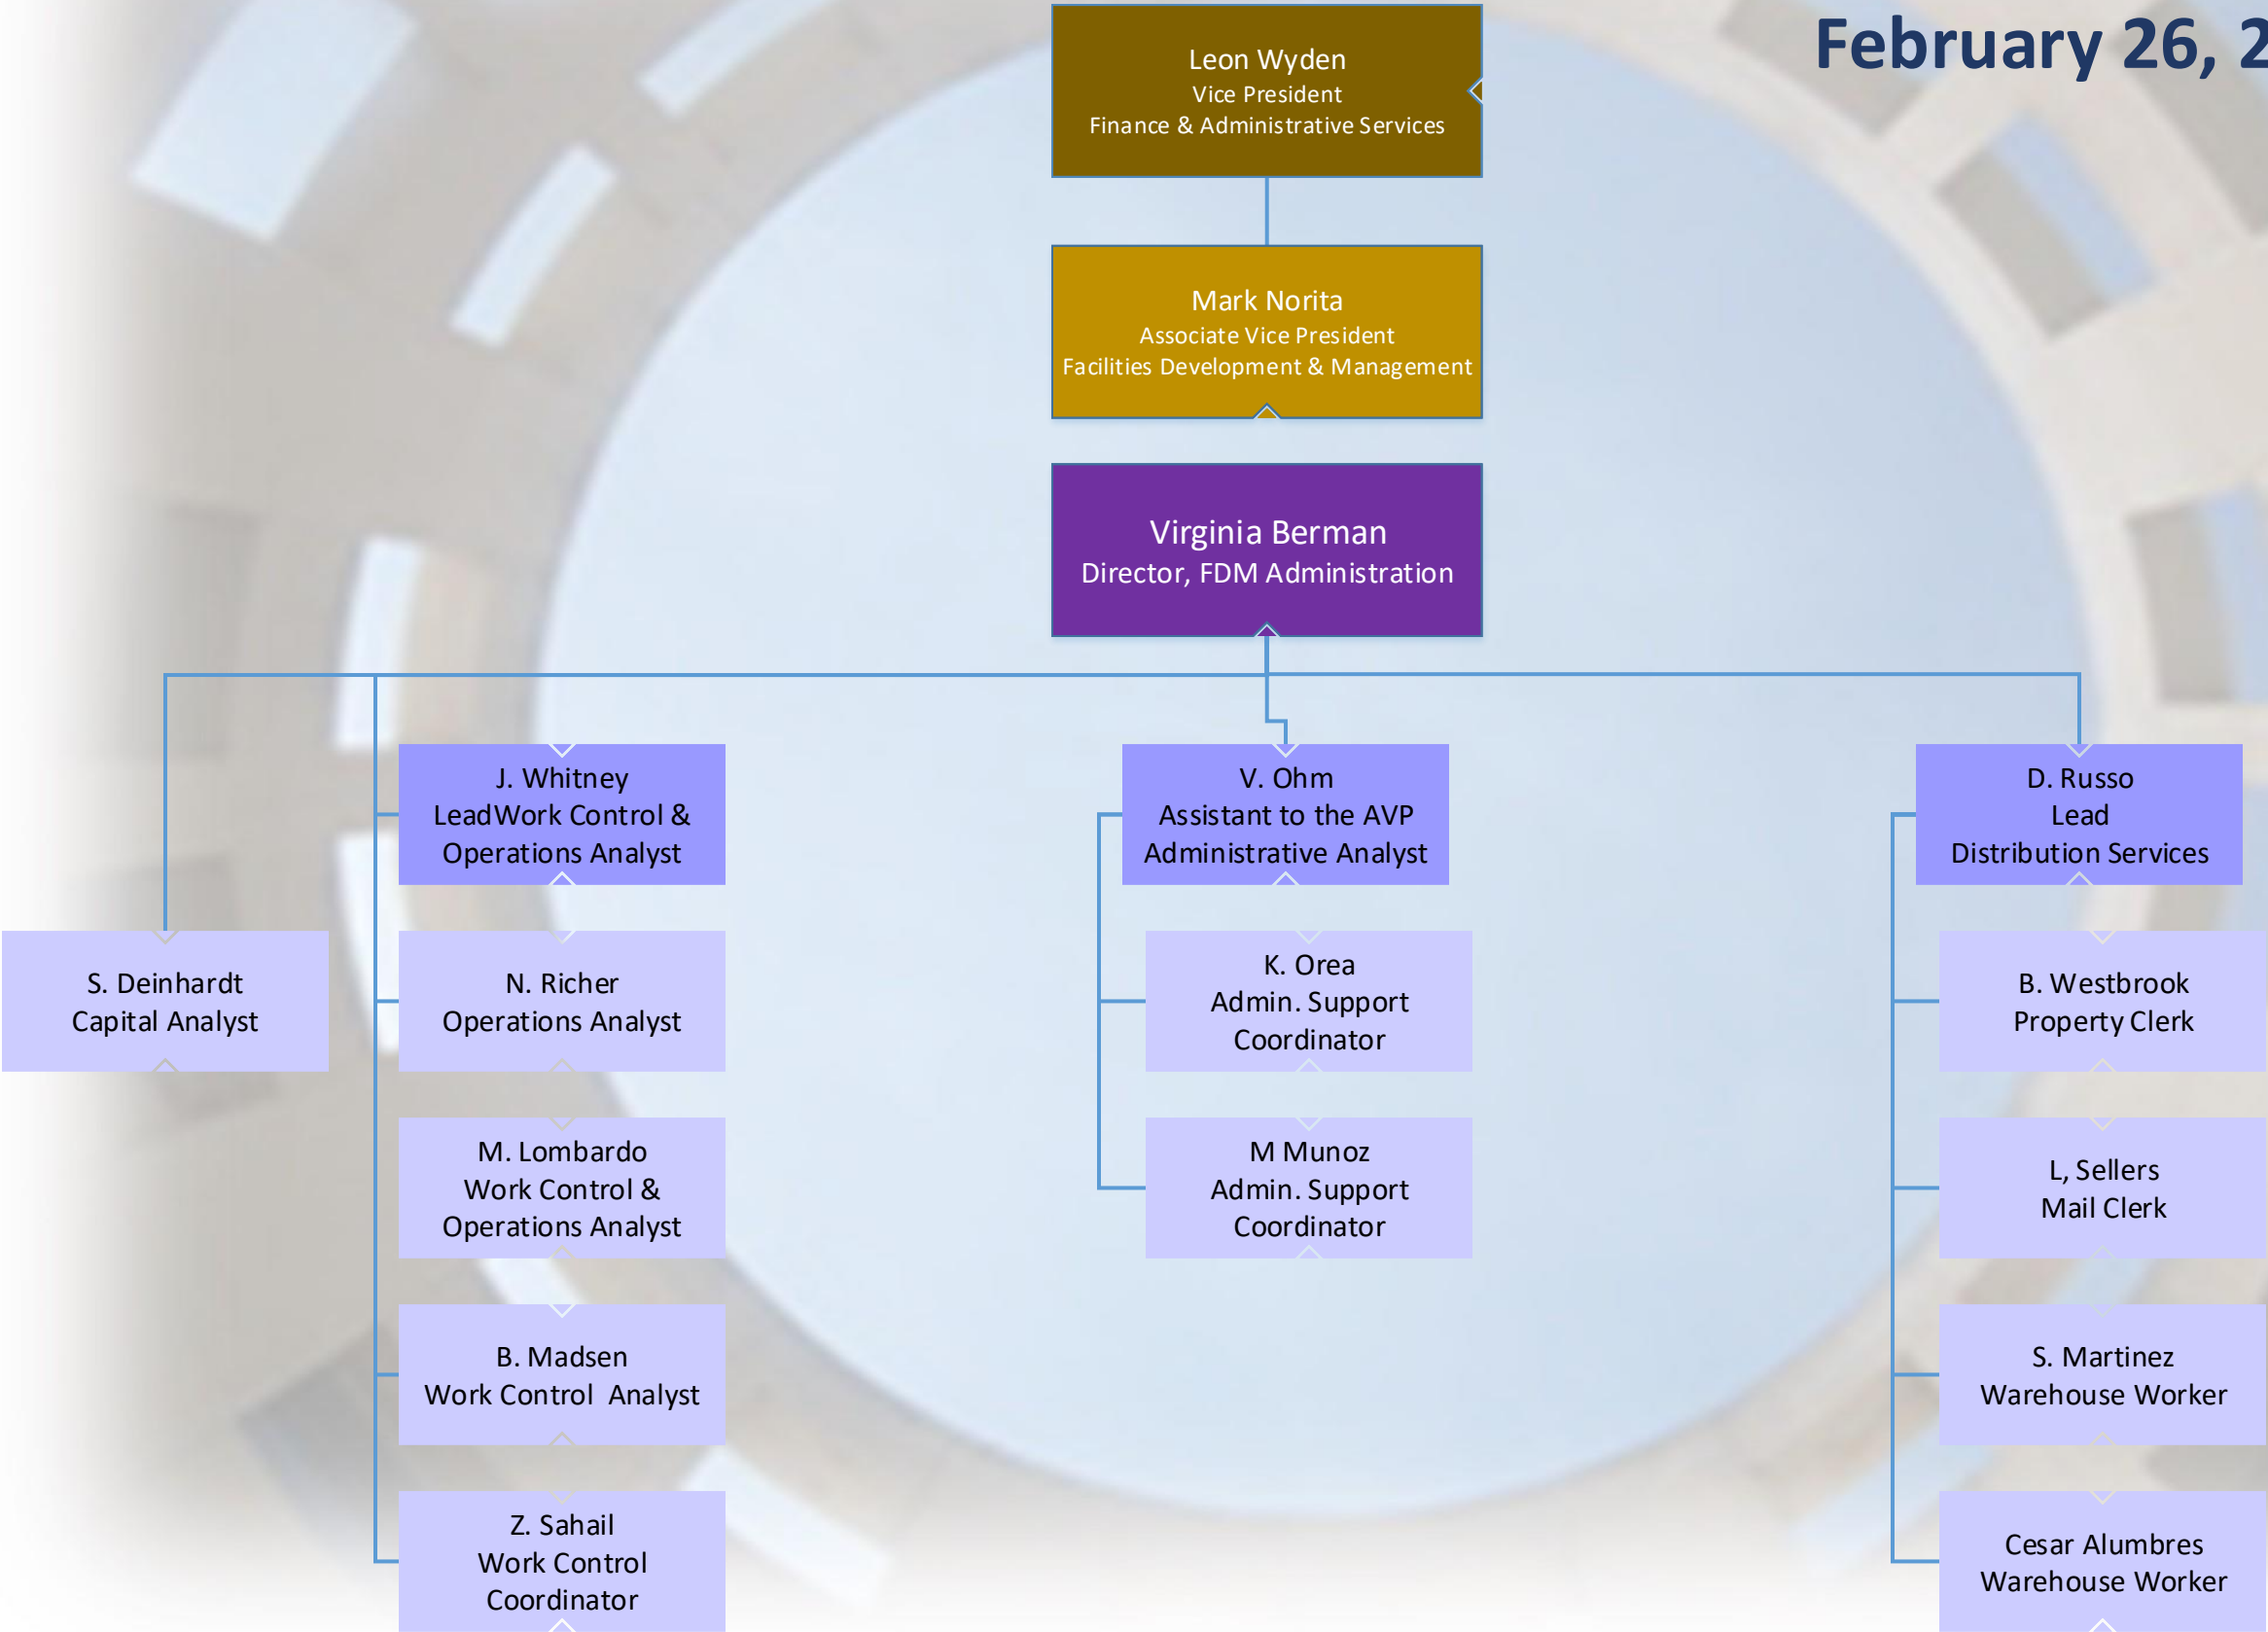 February 26, 2
Leon Wyden
Vice President
Finance & Administrative Services
Mark Norita
Associate Vice President
Facilities Development & Management
Virginia Berman
Director, FDM Administration
J. Whitney
LeadWork Control &
Operations Analyst
V. Ohm
Assistant to the AVP
Administrative Analyst
D. Russo
Lead
Distribution Services
S. Deinhardt
Capital Analyst
N. Richer
Operations Analyst
K. Orea
Admin. Support
Coordinator
B. Westbrook
Property Clerk
M. Lombardo
Work Control &
Operations Analyst
M Munoz
Admin. Support
Coordinator
L, Sellers
Mail Clerk
B. Madsen
Work Control  Analyst
S. Martinez
Warehouse Worker
Z. Sahail
Work Control
Coordinator
Cesar Alumbres
Warehouse Worker